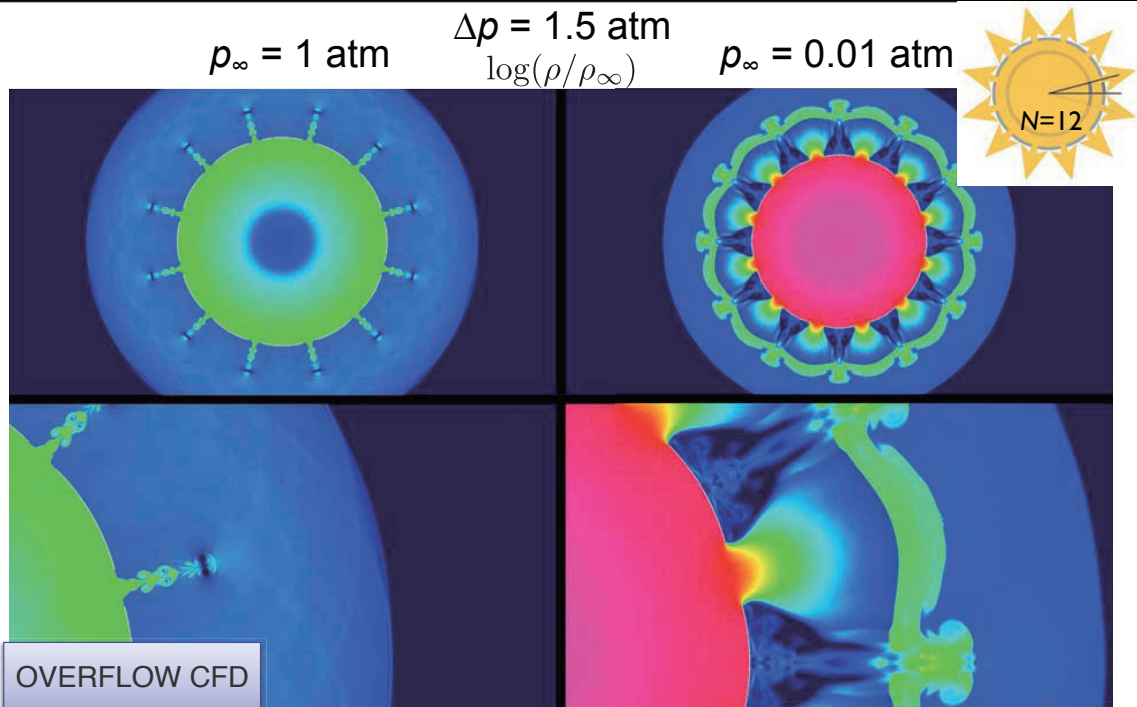 Δp = 1.5 atm
p∞ = 1 atm
log(ρ/ρ∞)
p∞ = 0.01 atm
N=12
OVERFLOW CFD